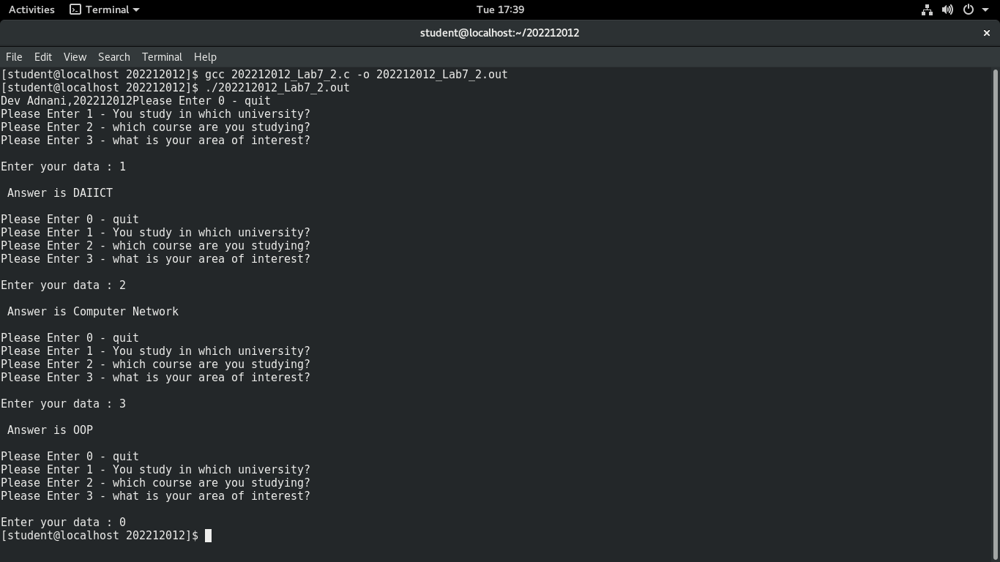 Activities Terminal Tue 17:39
student@localhost:~/202212012 ×
File Edit View Search Terminal Help
[student@localhost 202212012]$ gcc 202212012_Lab7_2.c -o 202212012_Lab7_2.out
[student@localhost 202212012]$ ./202212012_Lab7_2.out
Dev Adnani,202212012Please Enter 0 - quit
Please Enter 1 - You study in which university?
Please Enter 2 - which course are you studying?
Please Enter 3 - what is your area of interest?

Enter your data : 1

 Answer is DAIICT

Please Enter 0 - quit
Please Enter 1 - You study in which university?
Please Enter 2 - which course are you studying?
Please Enter 3 - what is your area of interest?

Enter your data : 2

 Answer is Computer Network

Please Enter 0 - quit
Please Enter 1 - You study in which university?
Please Enter 2 - which course are you studying?
Please Enter 3 - what is your area of interest?

Enter your data : 3

 Answer is OOP

Please Enter 0 - quit
Please Enter 1 - You study in which university?
Please Enter 2 - which course are you studying?
Please Enter 3 - what is your area of interest?

Enter your data : 0
[student@localhost 202212012]$